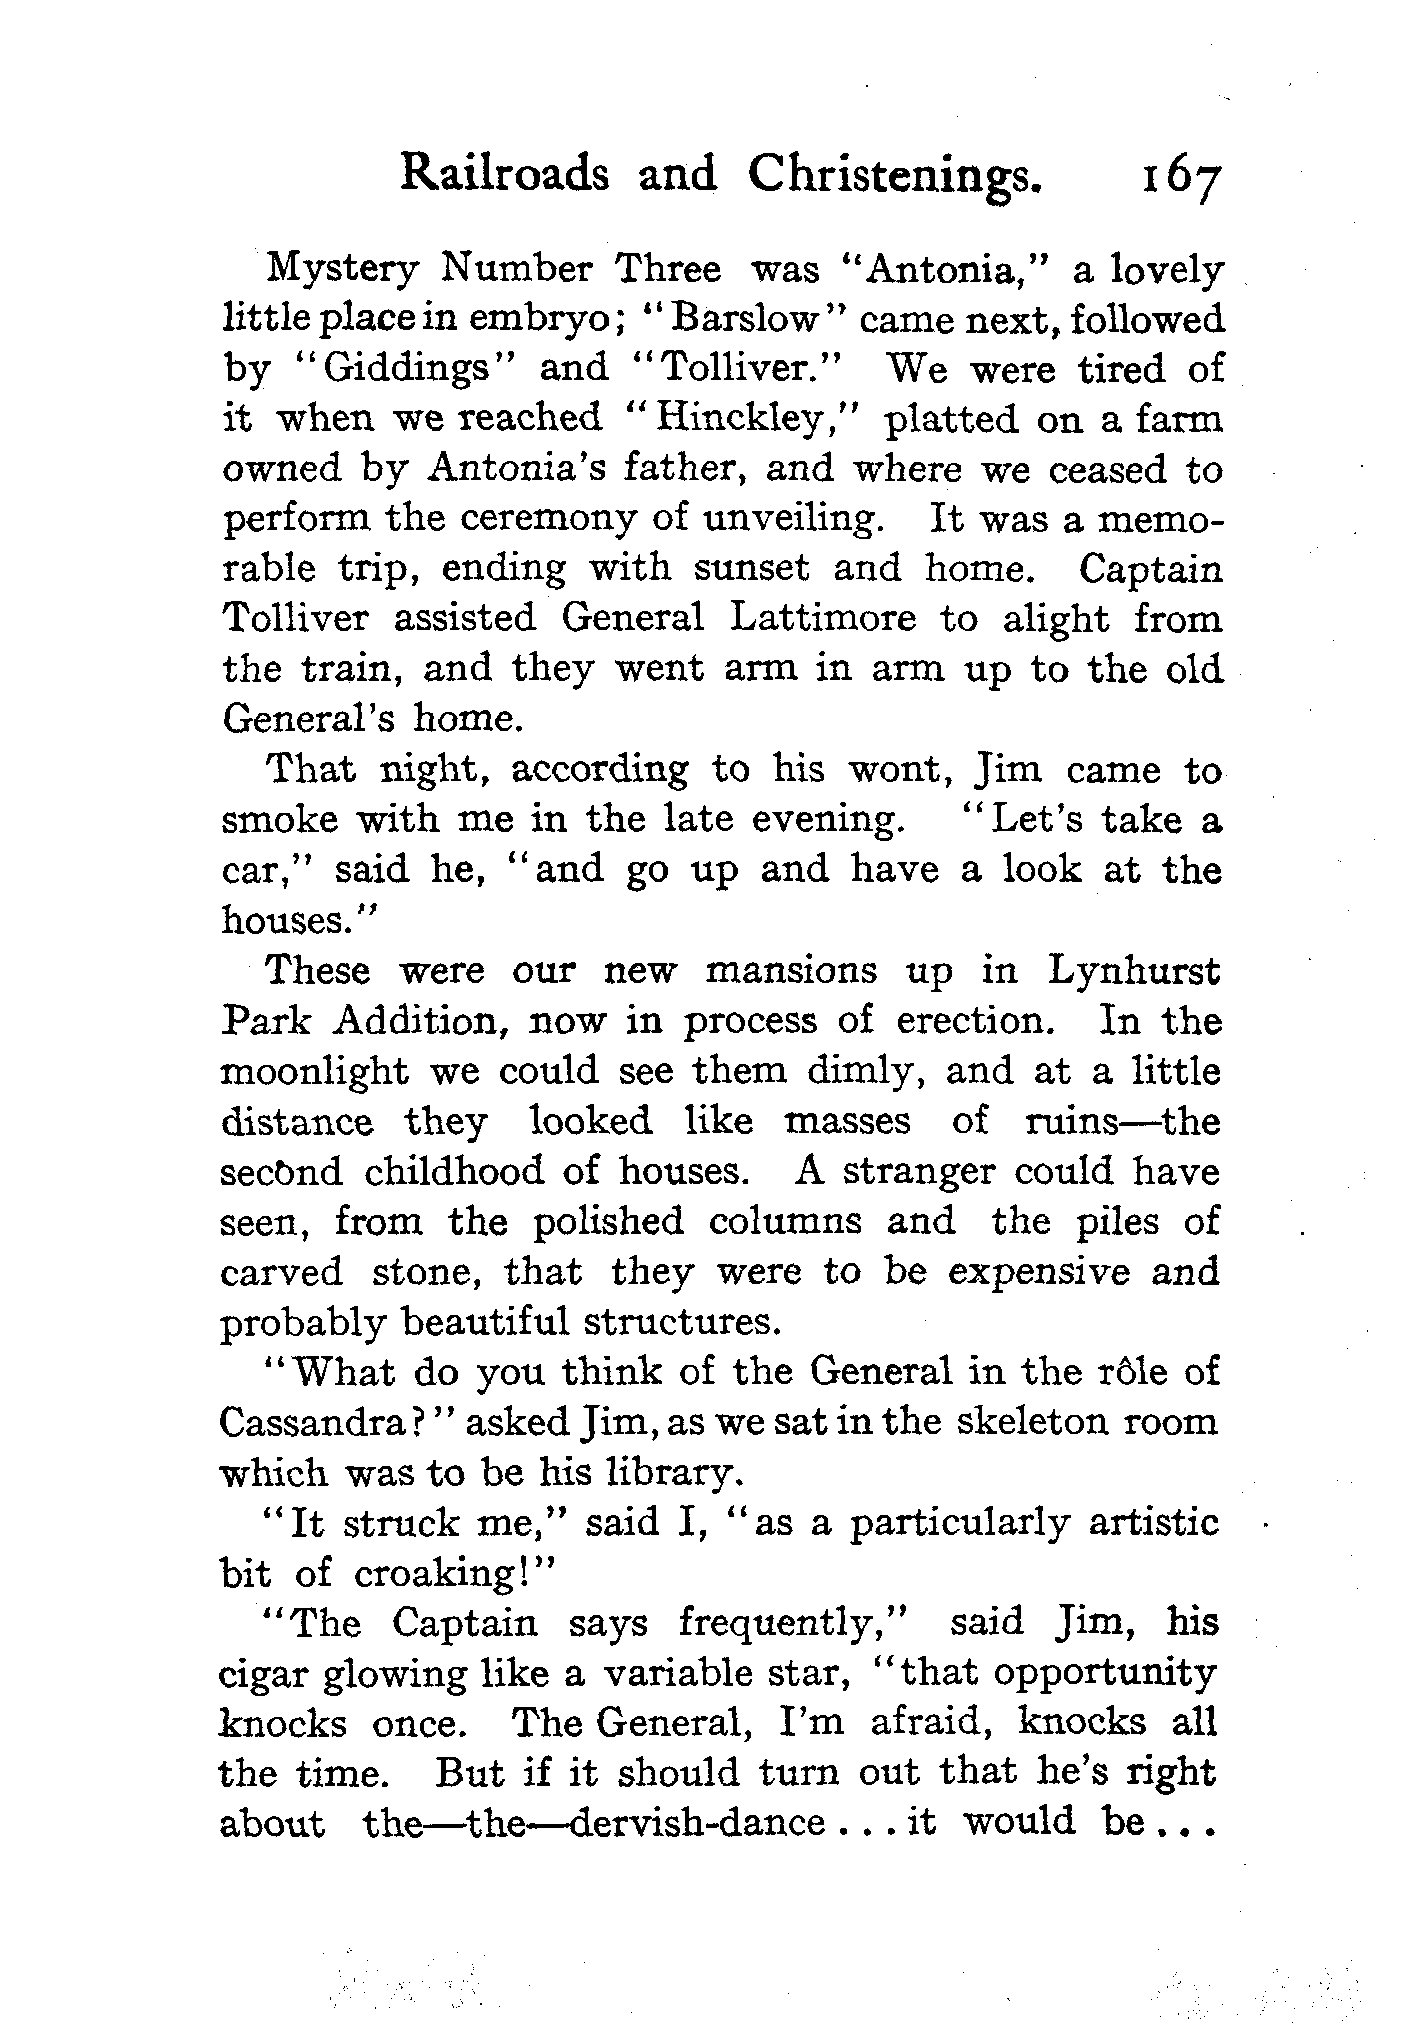 Railroads and Christenings. 167
Mystery Number Three was "Antonia," a lovely
little place in embryo; "Barslow" came next, followed
by "Giddings" and "Tolliver." We were tired of
it when we reached "Hinckley," platted on a farm
owned by Antonia's father, and where we ceased to
perform the ceremony of unveiling. It was a memo-
rable trip, ending with sunset and home. Captain
Tolliver assisted General Lattimore to alight from
the train, and they went arm in arm up to the old
General's home.
That night, according to his wont, Jim came to
smoke with me in the late evening. "Let's take a
car," said he, "and go up and have a look at the
houses."
These were our new mansions up in Lynhurst
Park Addition, now in process of erection. In the
moonlight we could see them dimly, and at a little
distance they looked like masses of ruins—the
second childhood of houses. A stranger could have
seen, from the polished columns and the piles of
carved stone, that they were to be expensive and
probably beautiful structures.
"What do you think of the General in the rôle of
Cassandra?" asked Jim, as we sat in the skeleton room
which was to be his library.
"It struck me," said I, "as a particularly artistic
bit of croaking!"
"The Captain says frequently," said Jim, his
cigar glowing like a variable star, "that opportunity
knocks once. The General, I'm afraid, knocks all
the time. But if it should turn out that he's right
about the—the—dervish-dance ... it would be ...